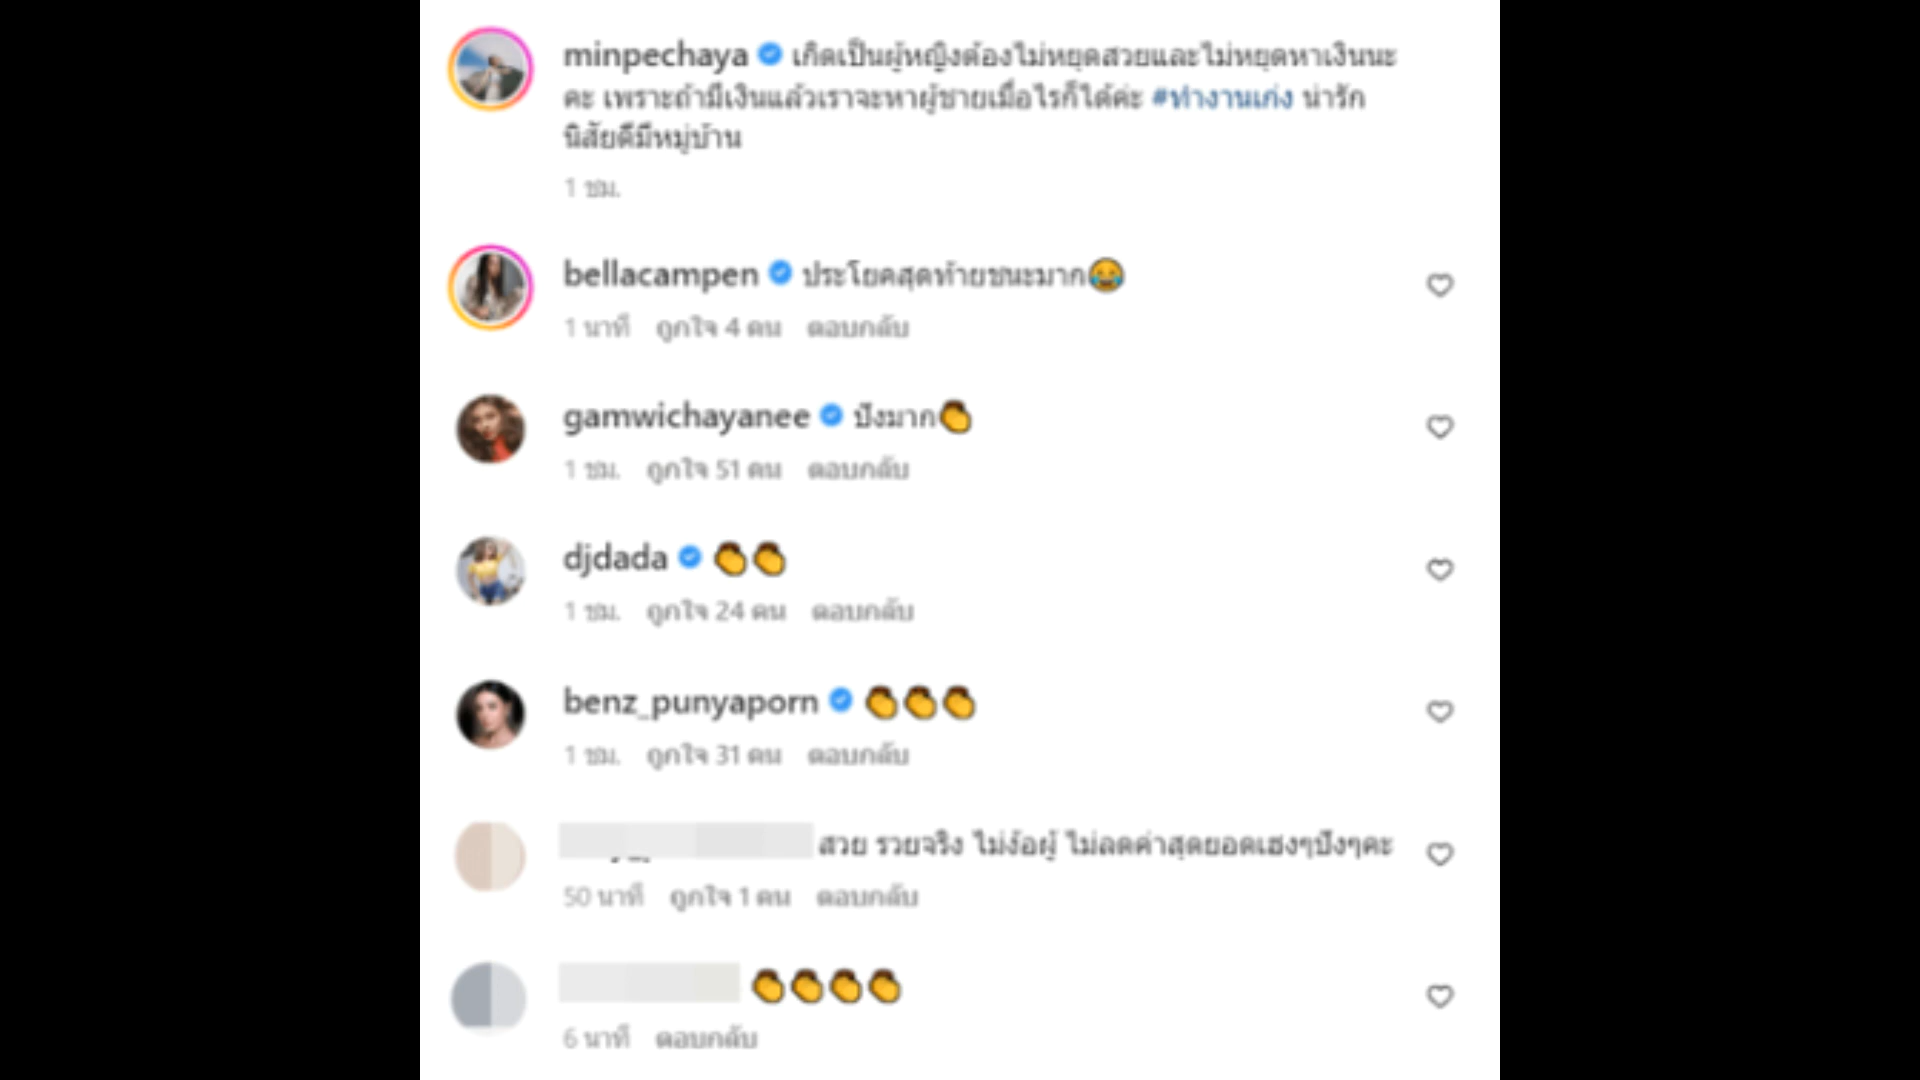 minpechaya เกิดเป็นผู้หญิงต้องไม่หยุดสวยและไม่หยุดหาเงินนะ
คะ เพราะถ้ามีเงินแล้วเราจะหาผู้ชายเมื่อไรก็ได้ค่ะ #ทำงานเก่ง น่ารัก
นิสัยดีมีหมู่บ้าน
1 ชม.
bellacampen ประโยคสุดท้ายชนะมาก😂
1 นาที ถูกใจ 4 คน ตอบกลับ
gamwichayanee ปังมาก👏
1 ชม. ถูกใจ 51 คน ตอบกลับ
djdada 👏👏
1 ชม. ถูกใจ 24 คน ตอบกลับ
benz_punyaporn 👏👏👏
1 ชม. ถูกใจ 31 คน ตอบกลับ
สวย รวยจริง ไม่ง้อผู้ ไม่ลดค่าสุดยอดเฮงๆปังๆคะ
50 นาที ถูกใจ 1 คน ตอบกลับ
👏👏👏👏
6 นาที ตอบกลับ